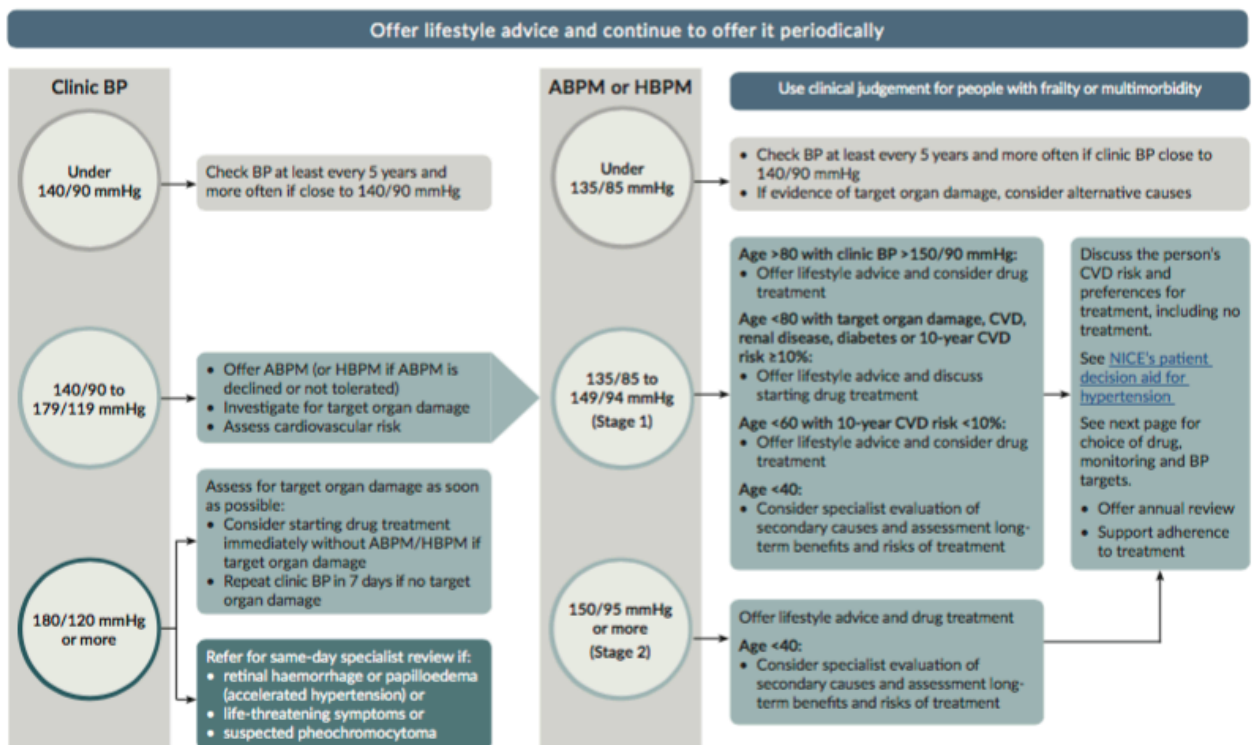 Offer lifestyle advice and continue to offer it periodically
Clinic BP
Under
140/90 mmHg
Check BP at least every 5 years and
more often if close to 140/90 mmHg
140/90 to
179/119 mmHg
• Offer ABPM (or HBPM if ABPM is
declined or not tolerated)
• Investigate for target organ damage
• Assess cardiovascular risk
180/120 mmHg
or more
Assess for target organ damage as soon
as possible:
• Consider starting drug treatment
immediately without ABPM/HBPM if
target organ damage
• Repeat clinic BP in 7 days if no target
organ damage
Refer for same-day specialist review if:
• retinal haemorrhage or papilloedema
(accelerated hypertension) or
• life-threatening symptoms or
• suspected pheochromocytoma
ABPM or HBPM
Use clinical judgement for people with frailty or multimorbidity
Under
135/85 mmHg
• Check BP at least every 5 years and more often if clinic BP close to
140/90 mmHg
• If evidence of target organ damage, consider alternative causes
135/85 to
149/94 mmHg
(Stage 1)
Age >80 with clinic BP >150/90 mmHg:
• Offer lifestyle advice and consider drug
treatment
Age <80 with target organ damage, CVD,
renal disease, diabetes or 10-year CVD
risk ≥10%:
• Offer lifestyle advice and discuss
starting drug treatment
Age <60 with 10-year CVD risk <10%:
• Offer lifestyle advice and consider drug
treatment
Age <40:
• Consider specialist evaluation of
secondary causes and assessment long-
term benefits and risks of treatment
150/95 mmHg
or more
(Stage 2)
Offer lifestyle advice and drug treatment
Age <40:
• Consider specialist evaluation of
secondary causes and assessment long-
term benefits and risks of treatment
Discuss the person's
CVD risk and
preferences for
treatment, including no
treatment.
See NICE's patient
decision aid for
hypertension
See next page for
choice of drug,
monitoring and BP
targets.
• Offer annual review
• Support adherence
to treatment